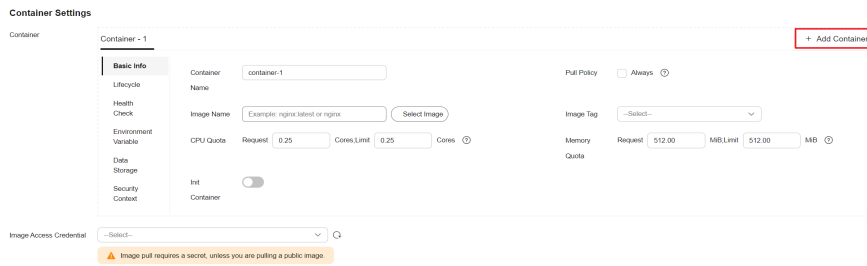 Container Settings
Container
Container - 1
+ Add Container
Basic Info
Lifecycle
Health
Check
Environment
Variable
Data
Storage
Security
Context
Container
Name
container-1
Pull Policy
Always
Image Name
Example: nginx:latest or nginx
Select Image
Image Tag
--Select--
CPU Quota
Request 0.25 Cores;Limit 0.25 Cores
Memory
Quota
Request 512.00 MiB;Limit 512.00 MiB
Init
Container
Image Access Credential
--Select--
Image pull requires a secret, unless you are pulling a public image.